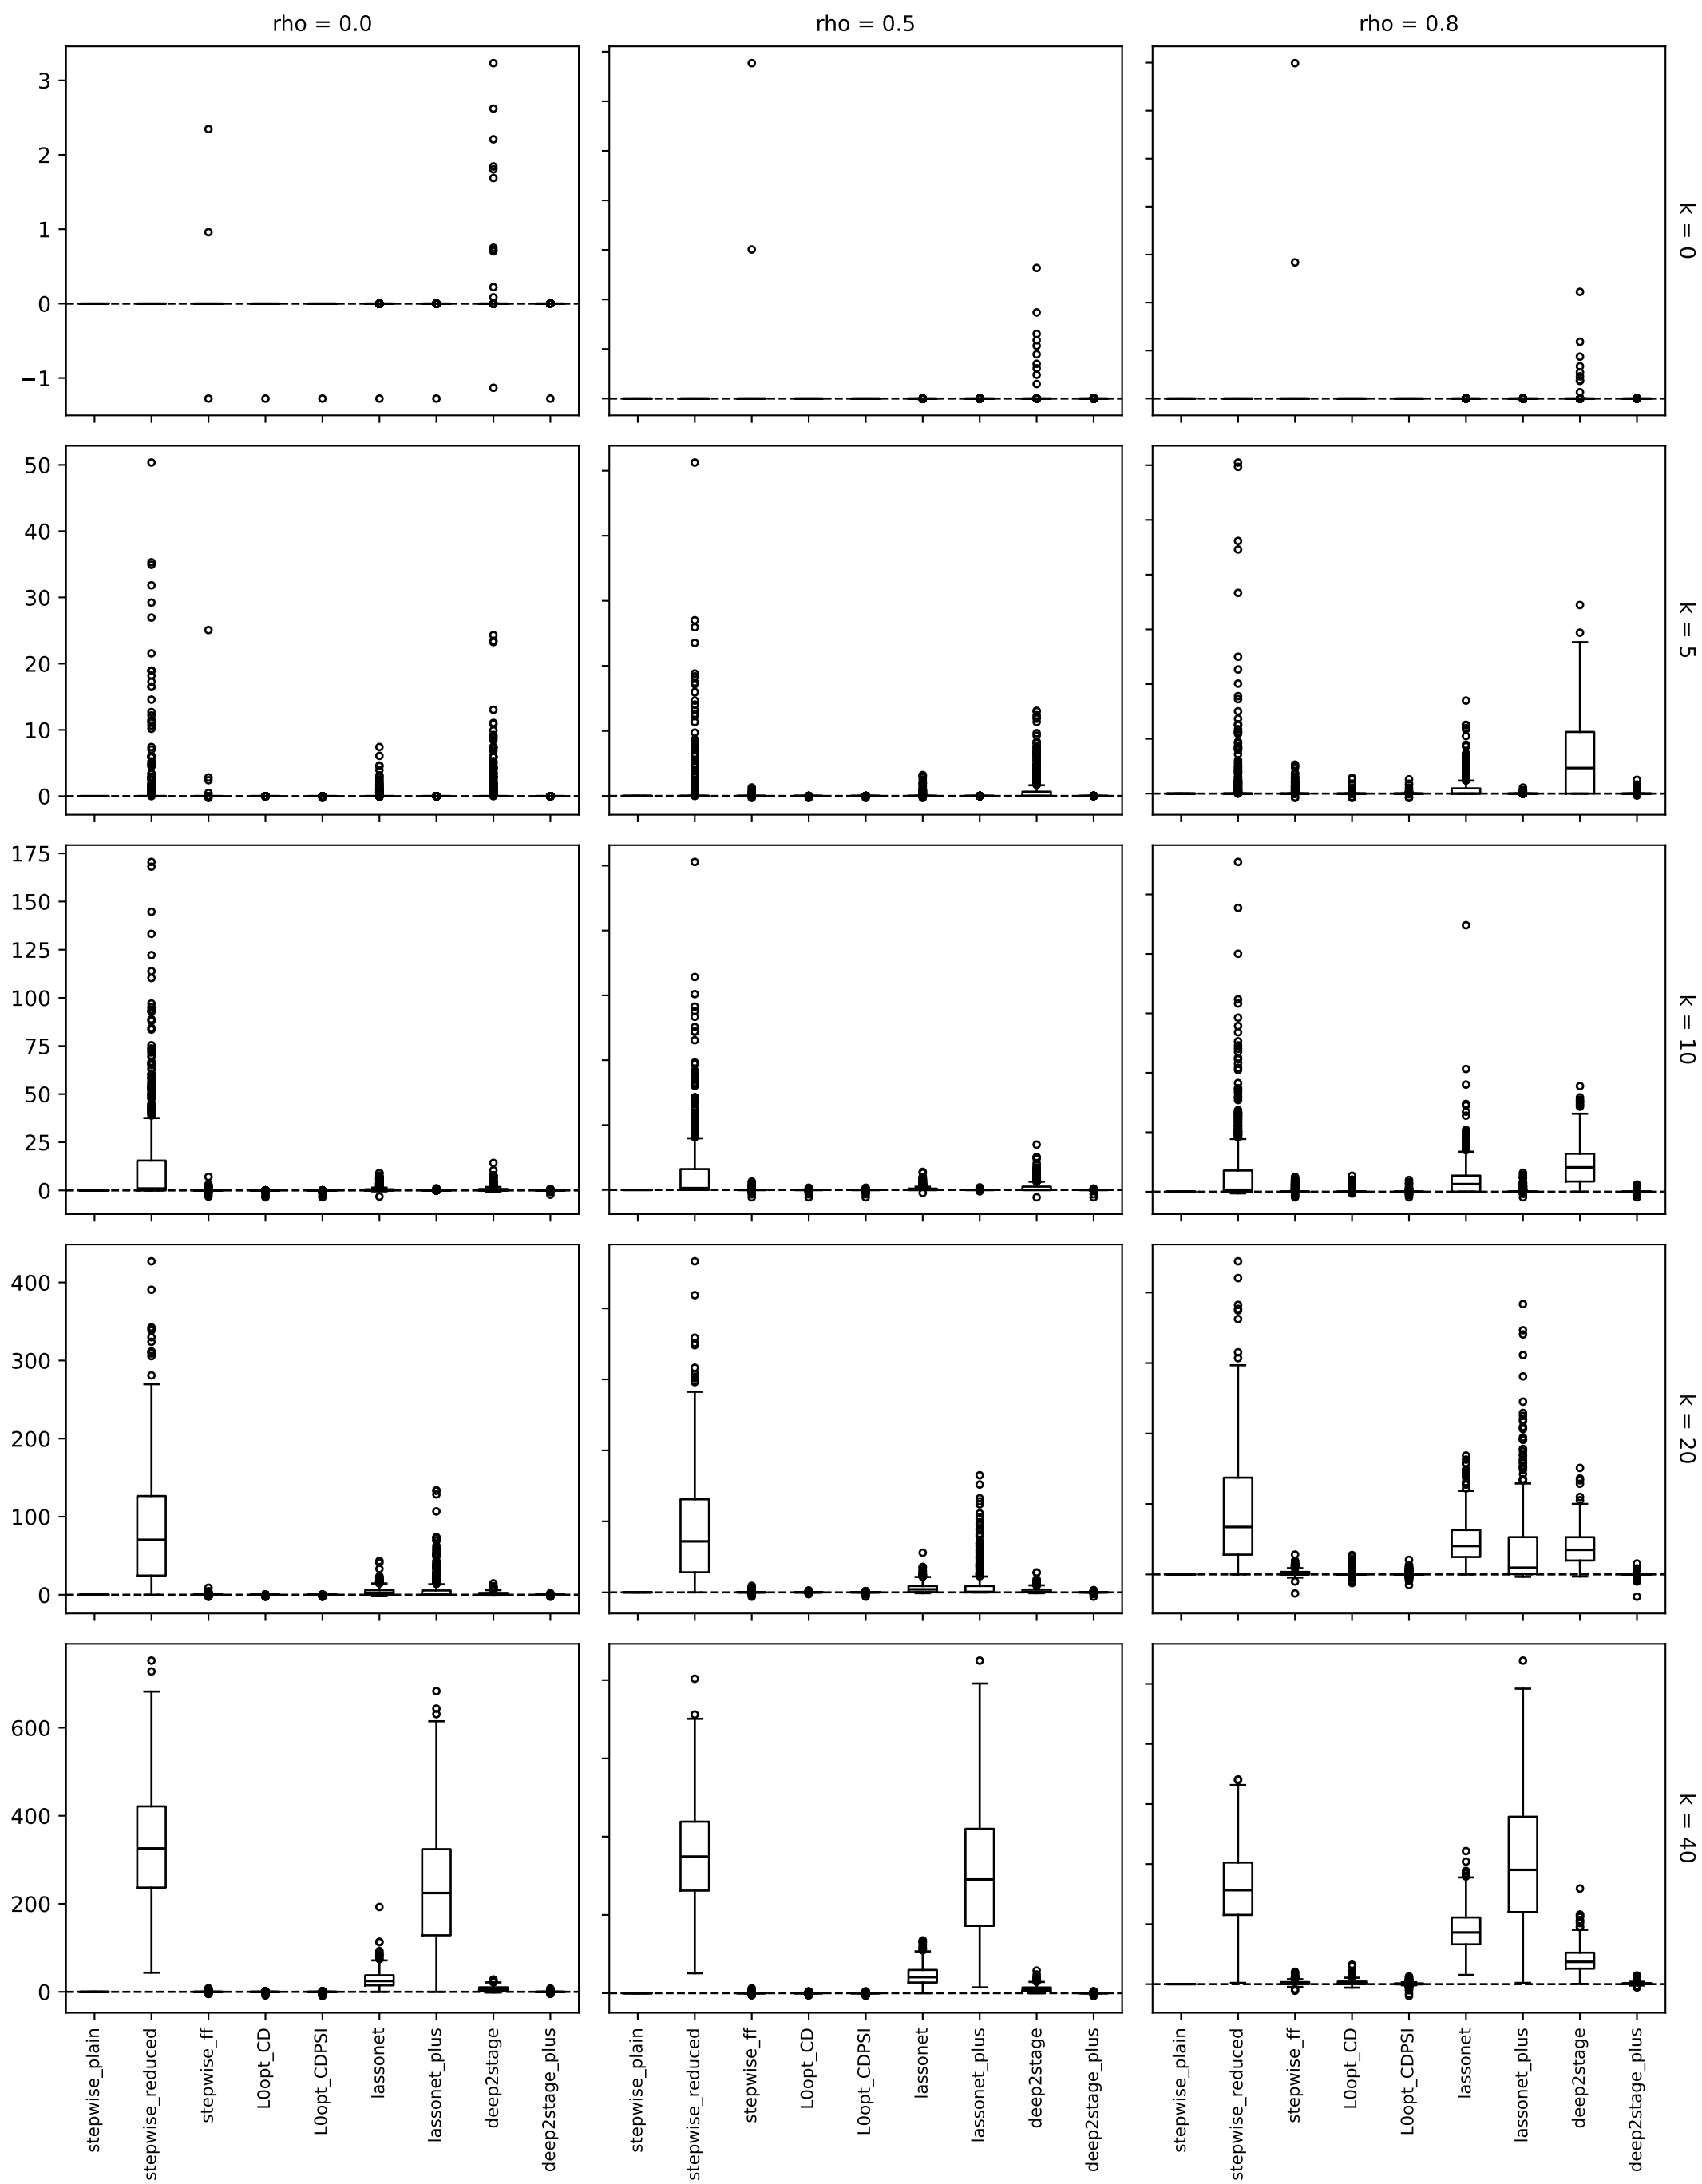 rho = 0.0
rho = 0.5
rho = 0.8
3
2
1
0
−1
k = 0
50
40
30
20
10
0
k = 5
175
150
125
100
75
50
25
0
k = 10
400
300
200
100
0
k = 20
600
400
200
0
k = 40
stepwise_plain
stepwise_reduced
stepwise_ff
L0opt_CD
L0opt_CDPSI
lassonet
lassonet_plus
deep2stage
deep2stage_plus
stepwise_plain
stepwise_reduced
stepwise_ff
L0opt_CD
L0opt_CDPSI
lassonet
lassonet_plus
deep2stage
deep2stage_plus
stepwise_plain
stepwise_reduced
stepwise_ff
L0opt_CD
L0opt_CDPSI
lassonet
lassonet_plus
deep2stage
deep2stage_plus